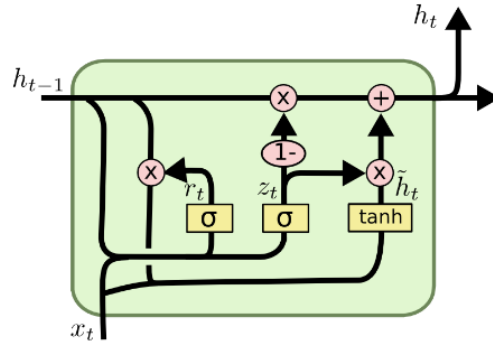 h_t
h_{t-1}
x +
1-
x r_t z_t x h̃_t
σ σ tanh
x_t